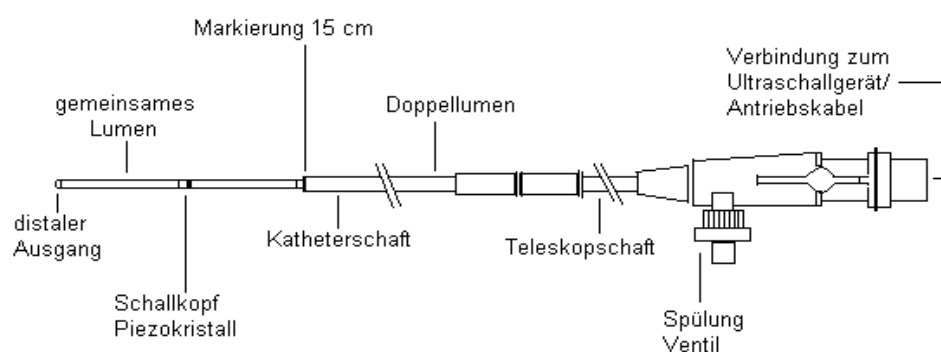 Markierung 15 cm
Verbindung zum
Ultraschallgerät/
Antriebskabel
gemeinsames
Lumen
Doppellumen
distaler
Ausgang
Katheterschaft
Teleskopschaft
Schallkopf
Piezokristall
Spülung
Ventil